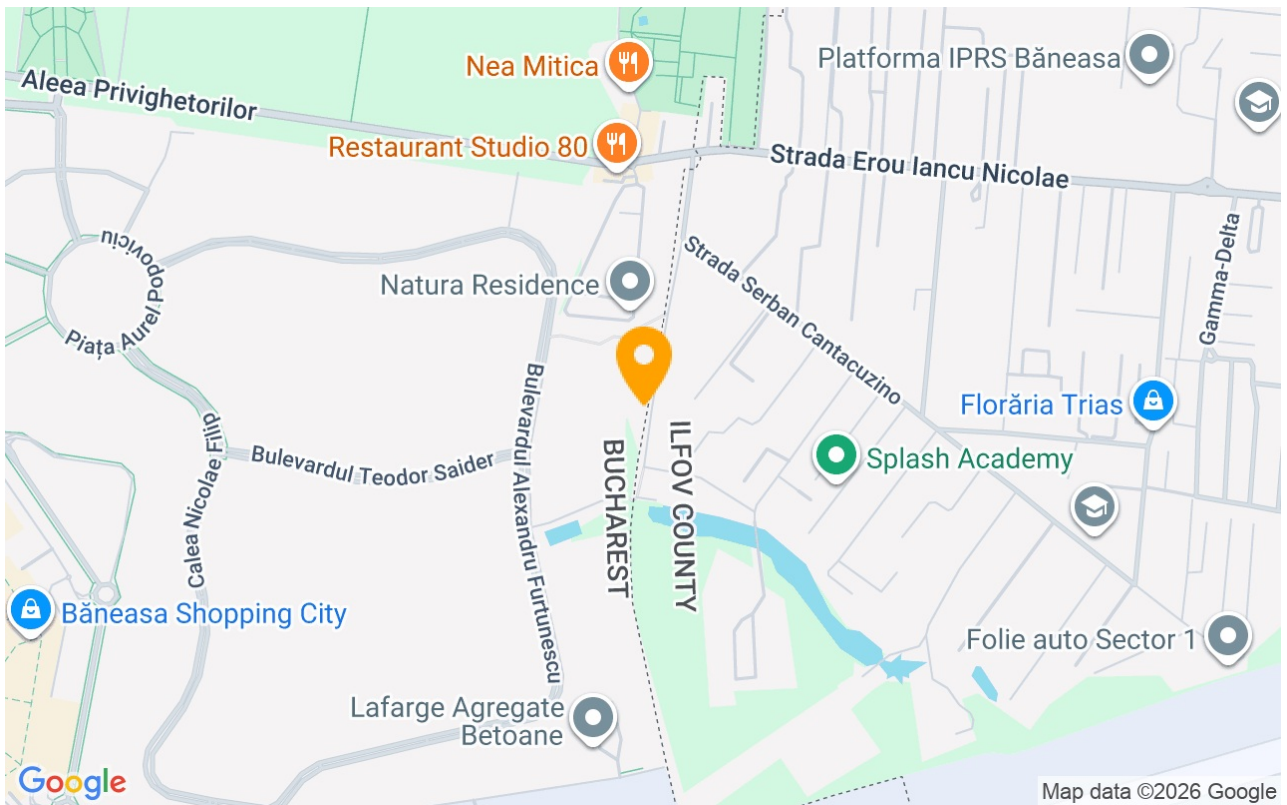 Nea Mitica
Platforma IPRS Băneasa
Aleea Privighetorilor
Restaurant Studio 80
Strada Erou Iancu Nicolae
Piața Aurel Popoviciu
Natura Residence
Strada Serban Cantacuzino
Gamma-Delta
Florăria Trias
Bulevardul Alexandru Furtunescu
Calea Nicolae Filip
Bulevardul Teodor Saider
BUCHAREST
ILFOV COUNTY
Splash Academy
Băneasa Shopping City
Folie auto Sector 1
Lafarge Agregate
Betoane
Google
Map data ©2026 Google